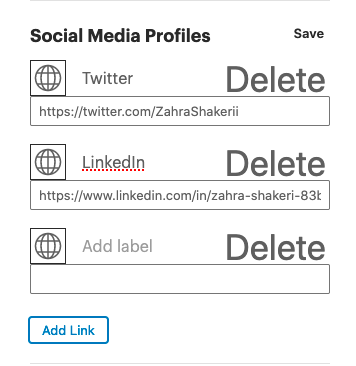 Social Media Profiles Save
Twitter Delete
https://twitter.com/ZahraShakerii
LinkedIn Delete
https://www.linkedin.com/in/zahra-shakeri-83b
Add label Delete
Add Link